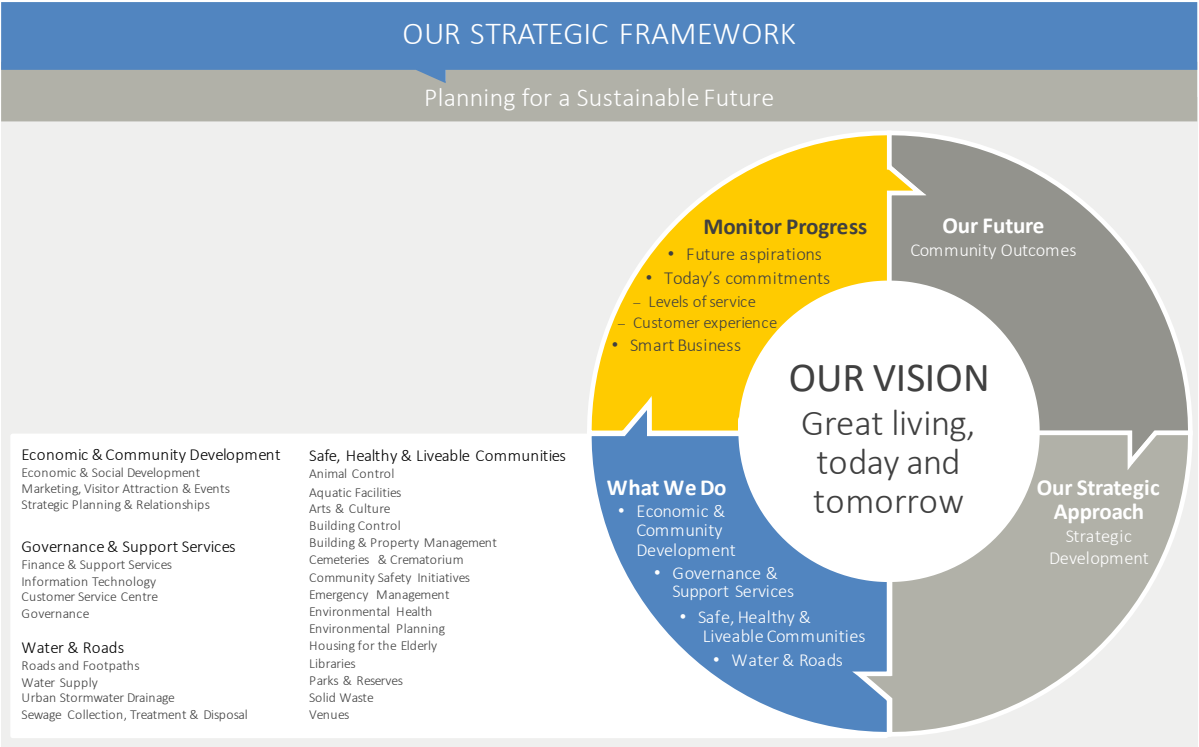 OUR STRATEGIC FRAMEWORK
Planning for a Sustainable Future
Monitor Progress
• Future aspirations
• Today's commitments
– Levels of service
– Customer experience
• Smart Business
Our Future
Community Outcomes
OUR VISION
Great living,
today and
tomorrow
Our Strategic
Approach
Strategic
Development
What We Do
• Economic &
Community
Development
• Governance &
Support Services
• Safe, Healthy &
Liveable Communities
• Water & Roads
Economic & Community Development
Economic & Social Development
Marketing, Visitor Attraction & Events
Strategic Planning & Relationships
Governance & Support Services
Finance & Support Services
Information Technology
Customer Service Centre
Governance
Water & Roads
Roads and Footpaths
Water Supply
Urban Stormwater Drainage
Sewage Collection, Treatment & Disposal
Safe, Healthy & Liveable Communities
Animal Control
Aquatic Facilities
Arts & Culture
Building Control
Building & Property Management
Cemeteries & Crematorium
Community Safety Initiatives
Emergency Management
Environmental Health
Environmental Planning
Housing for the Elderly
Libraries
Parks & Reserves
Solid Waste
Venues